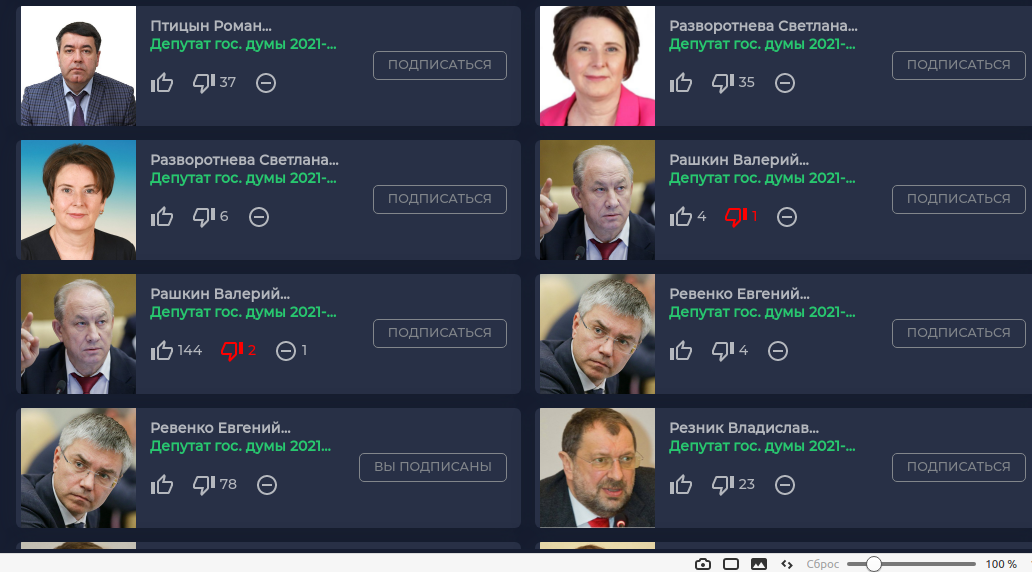 Птицын Роман...
Депутат гос. думы 2021-...
37
ПОДПИСАТЬСЯ
Разворотнева Светлана...
Депутат гос. думы 2021-...
35
ПОДПИСАТЬСЯ
Разворотнева Светлана...
Депутат гос. думы 2021-...
6
ПОДПИСАТЬСЯ
Рашкин Валерий...
Депутат гос. думы 2021-...
4 1
ПОДПИСАТЬСЯ
Рашкин Валерий...
Депутат гос. думы 2021-...
144 2 1
ПОДПИСАТЬСЯ
Ревенко Евгений...
Депутат гос. думы 2021-...
4
ПОДПИСАТЬСЯ
Ревенко Евгений...
Депутат гос. думы 2021...
78
ВЫ ПОДПИСАНЫ
Резник Владислав...
Депутат гос. думы 2021-...
23
ПОДПИСАТЬСЯ
Сброс 100 %